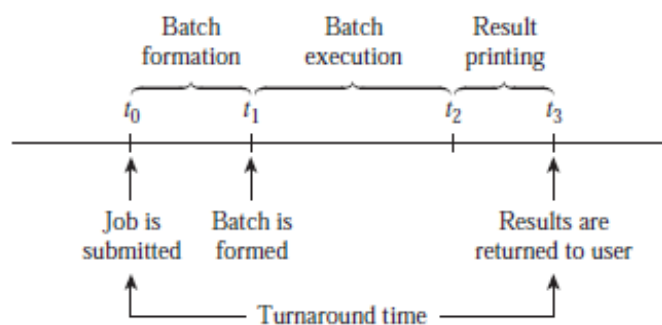 Batch
formation
Batch
execution
Result
printing
t0
t1
t2
t3
Job is
submitted
Batch is
formed
Results are
returned to user
Turnaround time